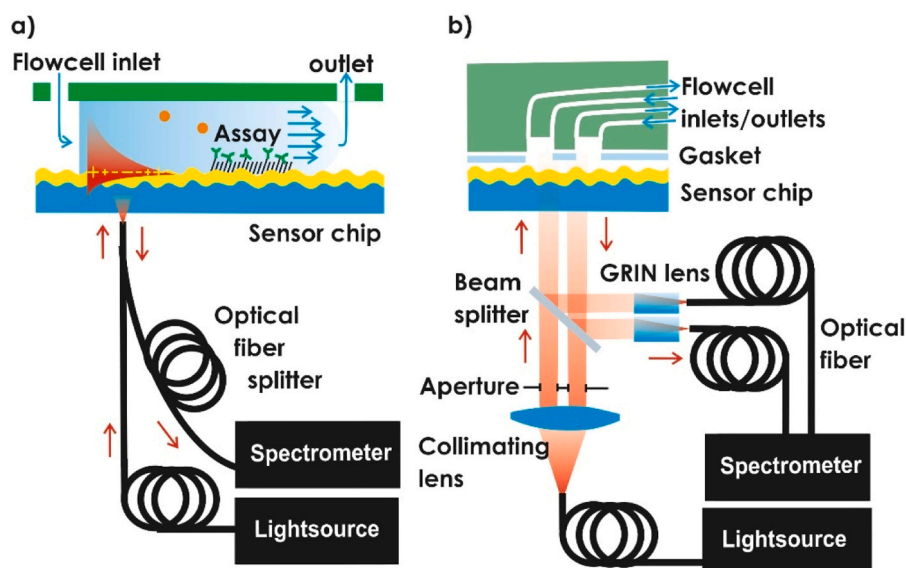 a)
Flowcell inlet
outlet
Assay
Sensor chip
Optical
fiber
splitter
Spectrometer
Lightsource
b)
Flowcell
inlets/outlets
Gasket
Sensor chip
GRIN lens
Beam
splitter
Optical
fiber
Aperture
Collimating
lens
Spectrometer
Lightsource